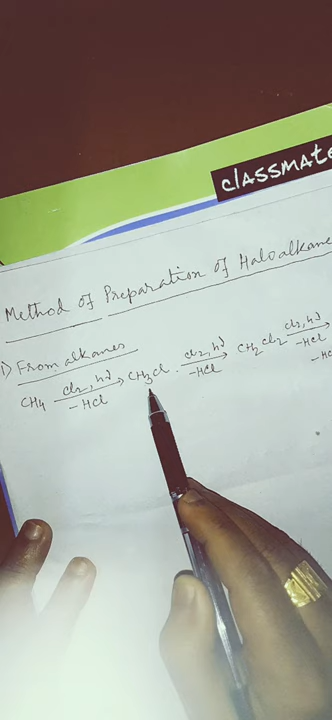 classmate
Method of Preparation of Haloalkane
1) From alkanes
CH4 Cl2, hν → CH3Cl Cl2, hν → CH2Cl2 Cl2, hν
-HCl -HCl -HCl